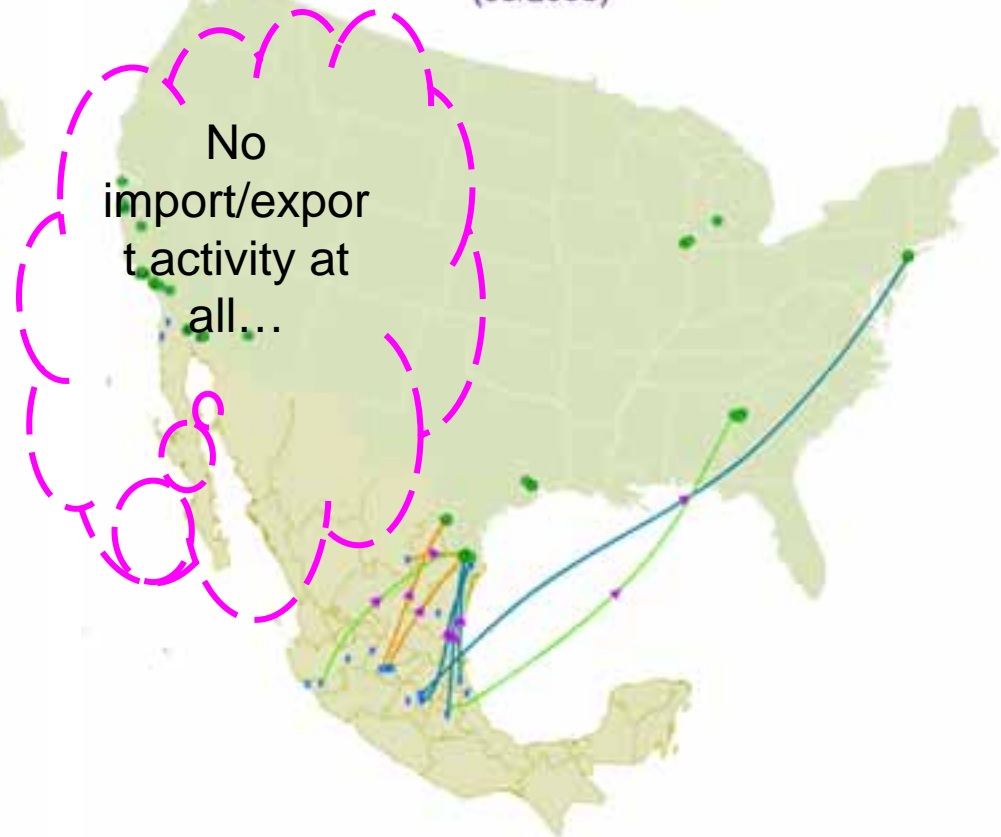 No
import/expor
t activity at
all…